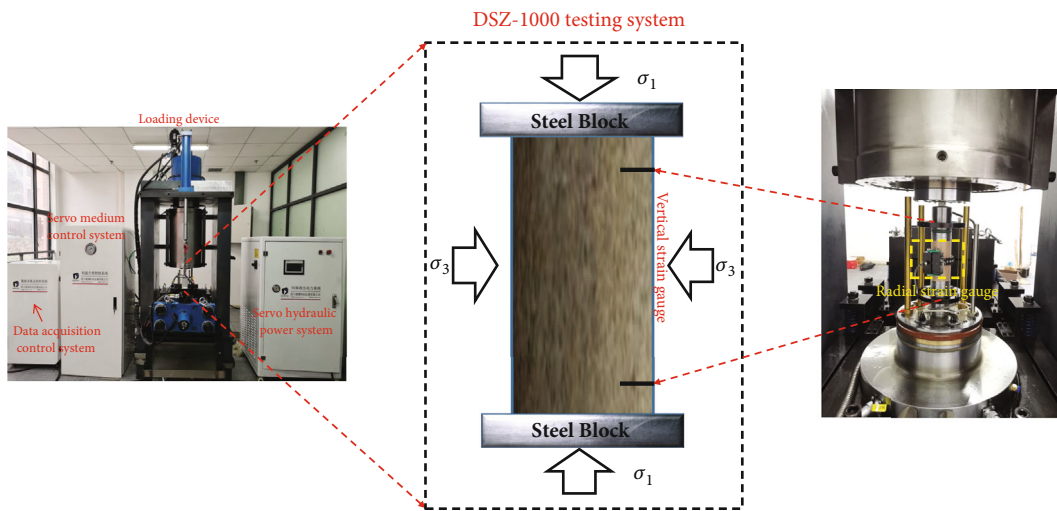 DSZ-1000 testing system
σ1
Steel Block
Loading device
Servo medium
control system
Vertical strain gauge
σ3
σ3
Radial strain gauge
Data acquisition
control system
Servo hydraulic
power system
Steel Block
σ1